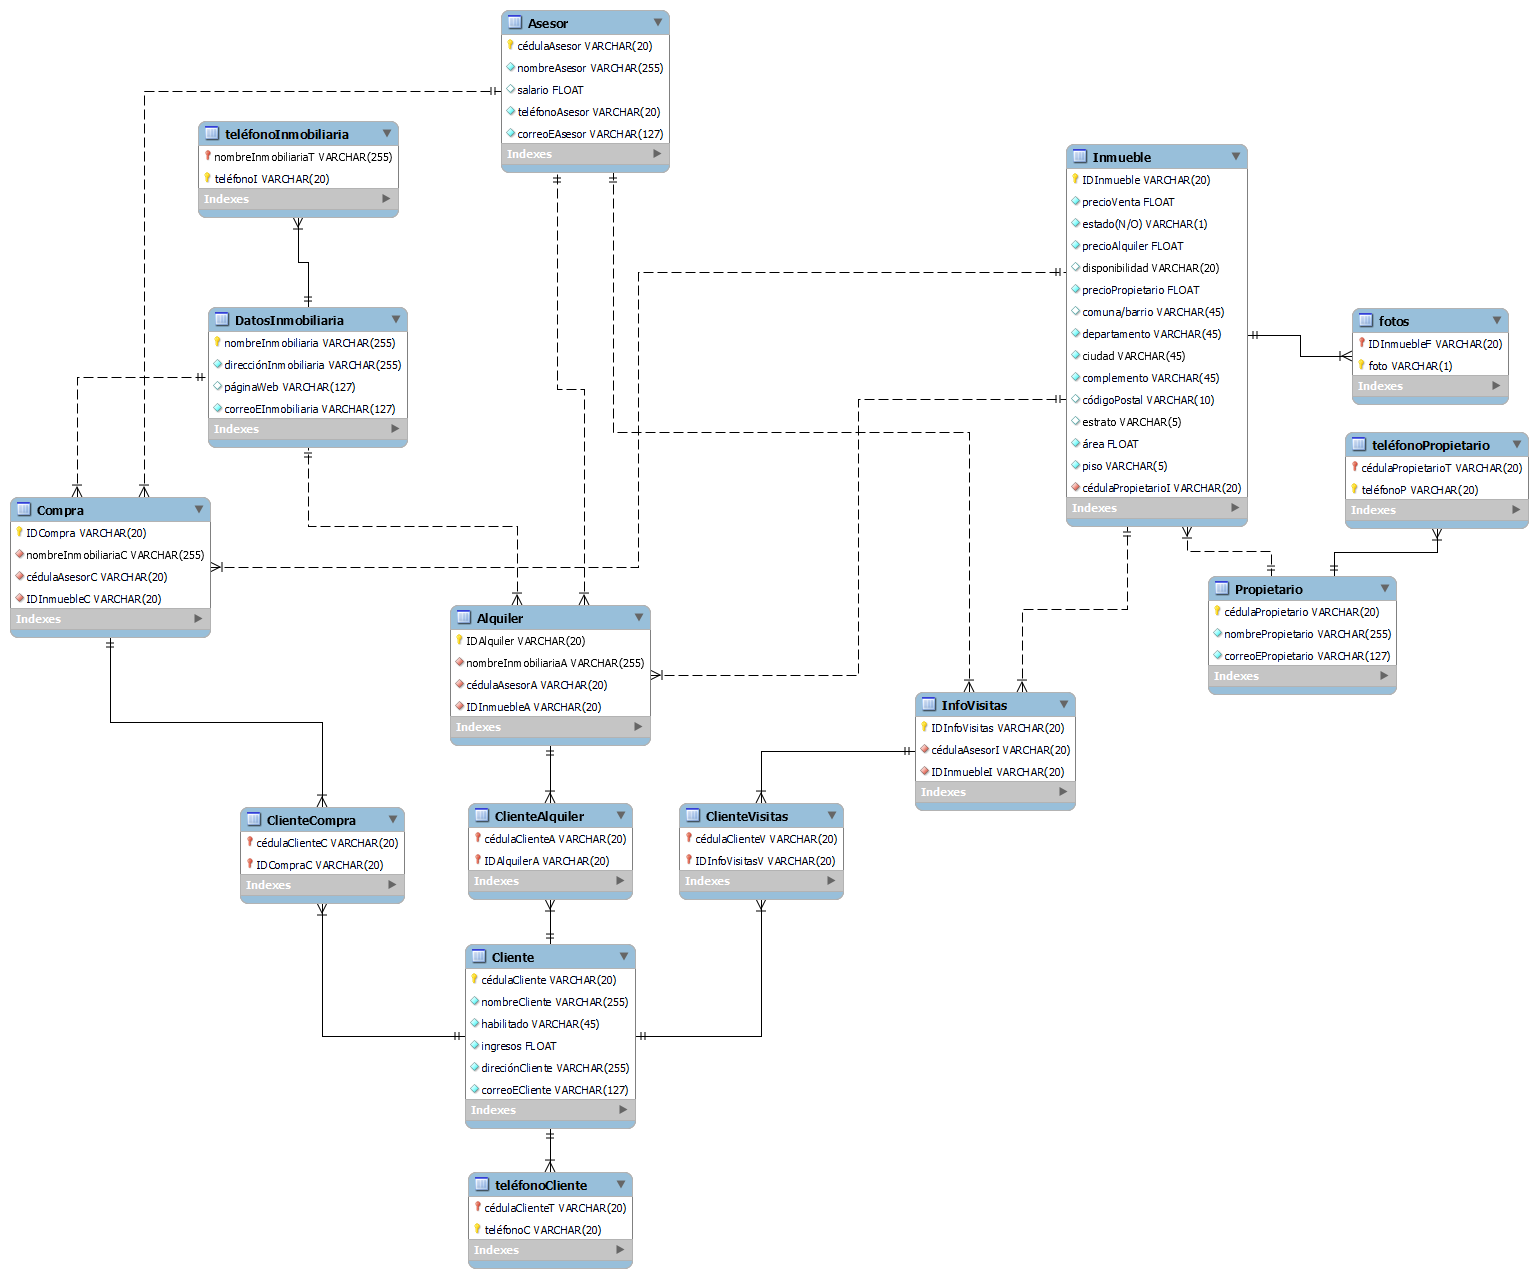 Asesor
cédulaAsesor VARCHAR(20)
nombreAsesor VARCHAR(255)
salario FLOAT
teléfonoAsesor VARCHAR(20)
correoEAsesor VARCHAR(127)
Indexes
teléfonoInmobiliaria
nombreInmobiliariaT VARCHAR(255)
teléfonoI VARCHAR(20)
Indexes
Inmueble
IDInmueble VARCHAR(20)
precioVenta FLOAT
estado(N/O) VARCHAR(1)
precioAlquiler FLOAT
disponibilidad VARCHAR(20)
precioPropietario FLOAT
comuna/barrio VARCHAR(45)
departamento VARCHAR(45)
ciudad VARCHAR(45)
complemento VARCHAR(45)
códigoPostal VARCHAR(10)
estrato VARCHAR(5)
área FLOAT
piso VARCHAR(5)
cédulaPropietarioI VARCHAR(20)
Indexes
DatosInmobiliaria
nombreInmobiliaria VARCHAR(255)
direcciónInmobiliaria VARCHAR(255)
páginaWeb VARCHAR(127)
correoEInmobiliaria VARCHAR(127)
Indexes
fotos
IDInmuebleF VARCHAR(20)
foto VARCHAR(1)
Indexes
teléfonoPropietario
cédulaPropietarioT VARCHAR(20)
teléfonoP VARCHAR(20)
Indexes
Compra
IDCompra VARCHAR(20)
nombreInmobiliariaC VARCHAR(255)
cédulaAsesorC VARCHAR(20)
IDInmuebleC VARCHAR(20)
Indexes
Propietario
cédulaPropietario VARCHAR(20)
nombrePropietario VARCHAR(255)
correoEPropietario VARCHAR(127)
Indexes
Alquiler
IDAlquiler VARCHAR(20)
nombreInmobiliariaA VARCHAR(255)
cédulaAsesorA VARCHAR(20)
IDInmuebleA VARCHAR(20)
Indexes
InfoVisitas
IDInfoVisitas VARCHAR(20)
cédulaAsesorI VARCHAR(20)
IDInmuebleI VARCHAR(20)
Indexes
ClienteCompra
cédulaClienteC VARCHAR(20)
IDCompraC VARCHAR(20)
Indexes
ClienteAlquiler
cédulaClienteA VARCHAR(20)
IDAlquilerA VARCHAR(20)
Indexes
ClienteVisitas
cédulaClienteV VARCHAR(20)
IDInfoVisitasV VARCHAR(20)
Indexes
Cliente
cédulaCliente VARCHAR(20)
nombreCliente VARCHAR(255)
habilitado VARCHAR(45)
ingresos FLOAT
direciónCliente VARCHAR(255)
correoECliente VARCHAR(127)
Indexes
teléfonoCliente
cédulaClienteT VARCHAR(20)
teléfonoC VARCHAR(20)
Indexes